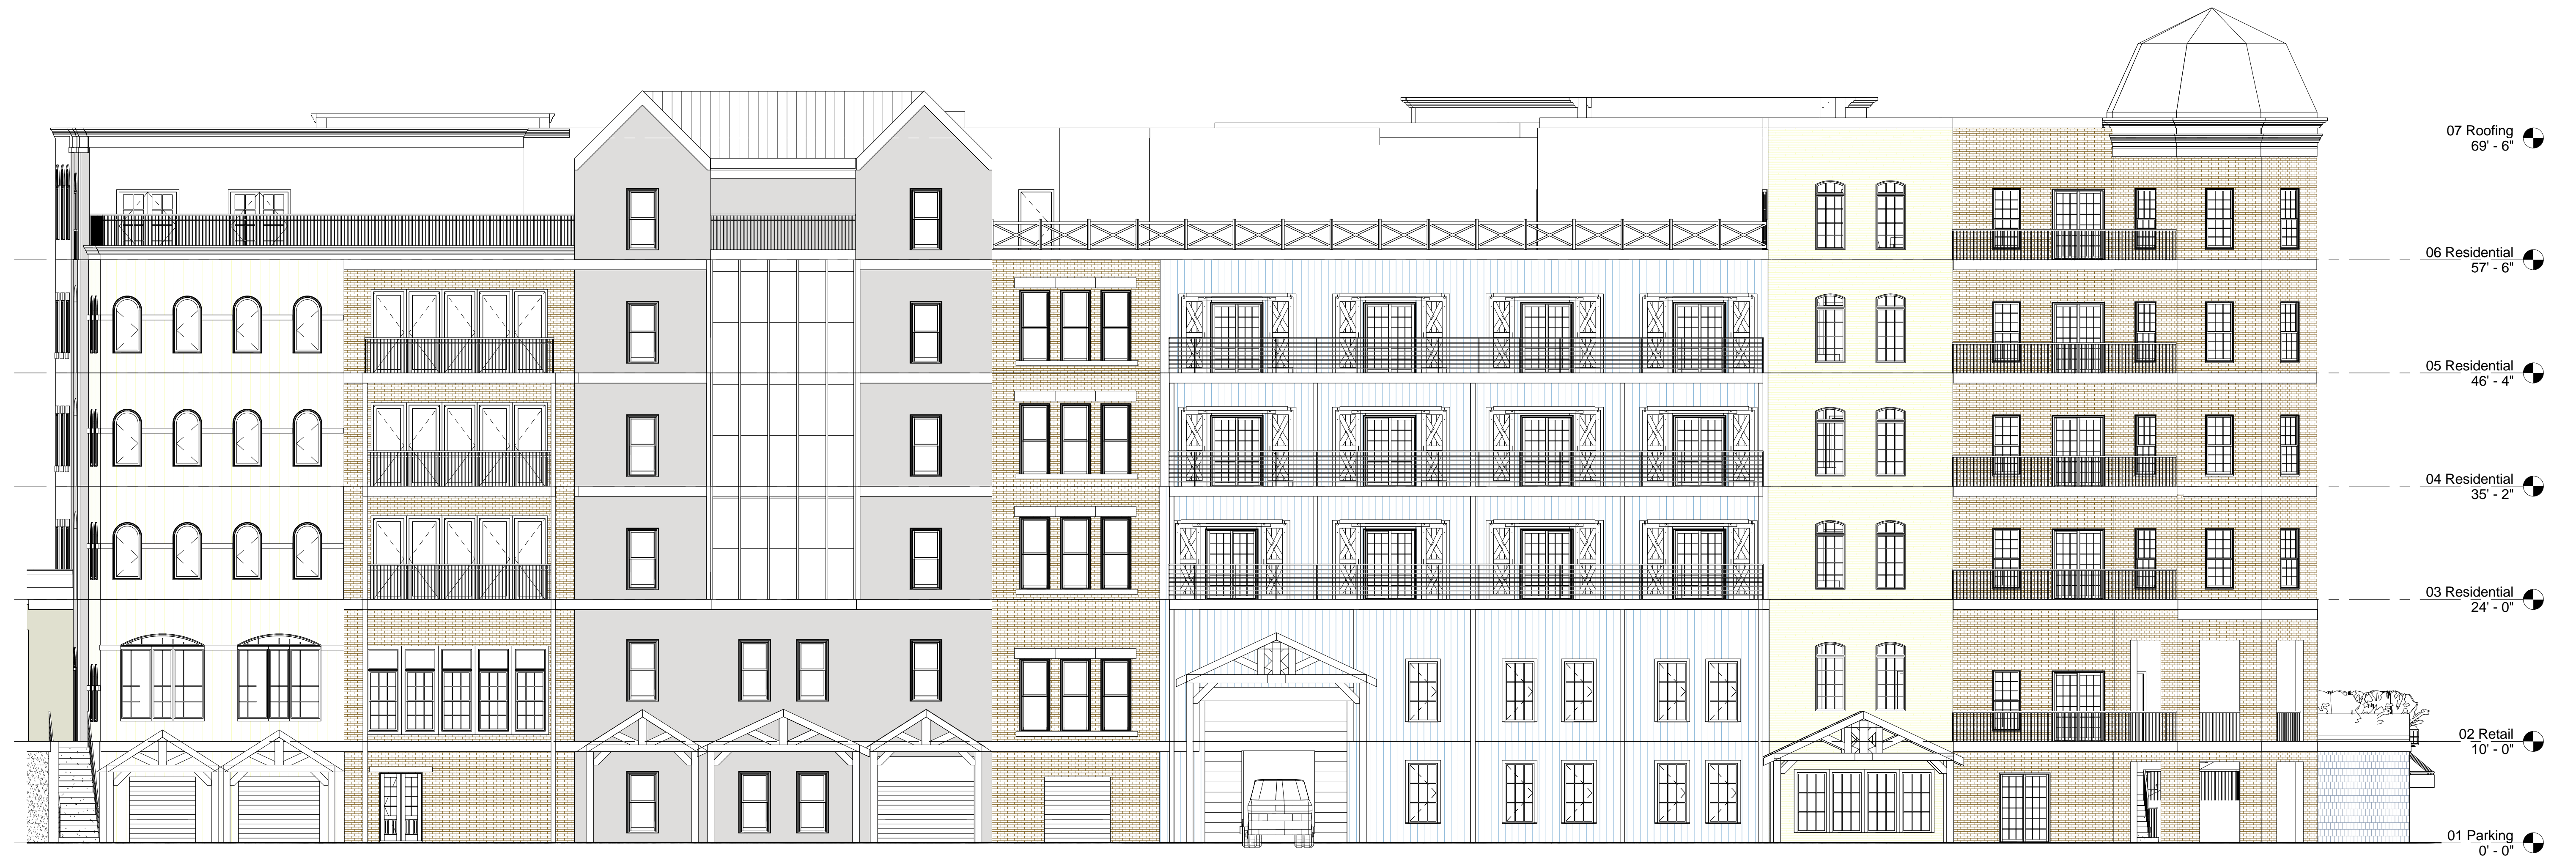 07 Roofing
69' - 6"
06 Residential
57' - 6"
05 Residential
46' - 4"
04 Residential
35' - 2"
03 Residential
24' - 0"
02 Retail
10' - 0"
01 Parking
0' - 0"